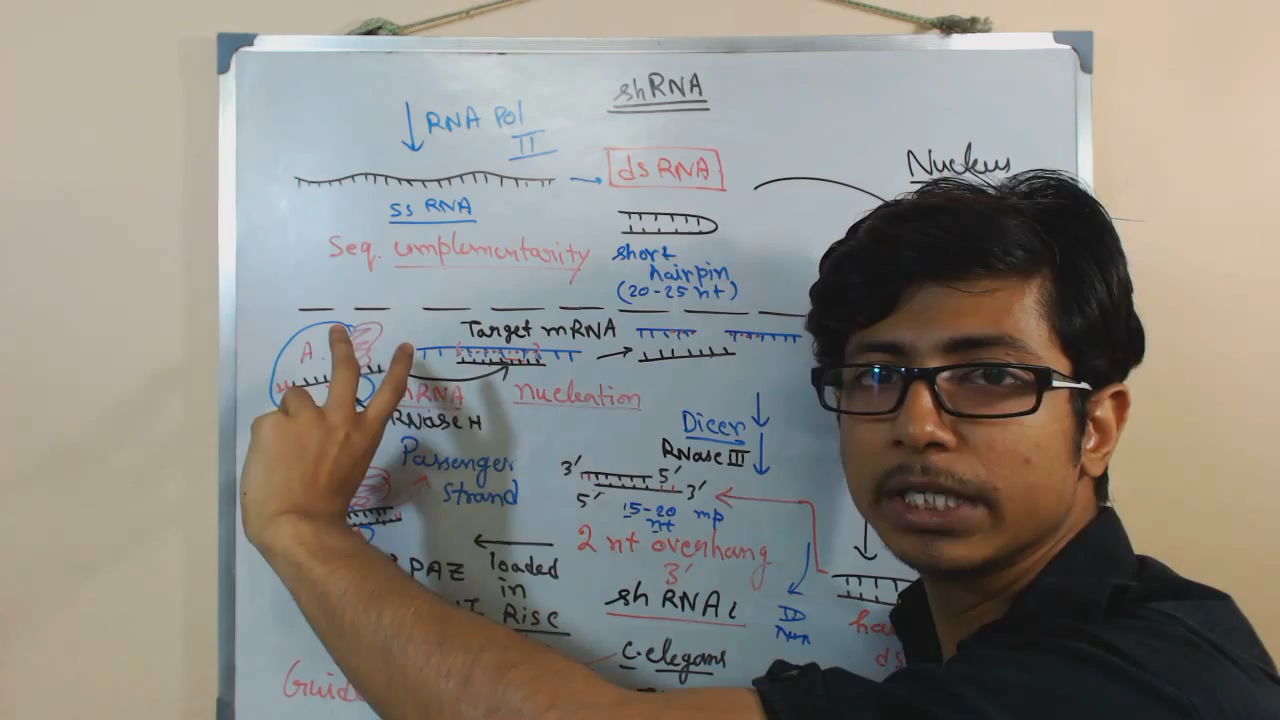 shRNA
RNA Pol
II
dsRNA
Nucleus
ss RNA
Seq. complementarity
short
hairpin
(20-25 nt)
Target mRNA
A.
RNA
nucleation
RNase H
Dicer
RNase III
Passenger
strand
3' 5'
5' 3'
15-20
nt
2 nt overhang
3'
PAZ
loaded
in
Risc
shRNAi
C. elegans